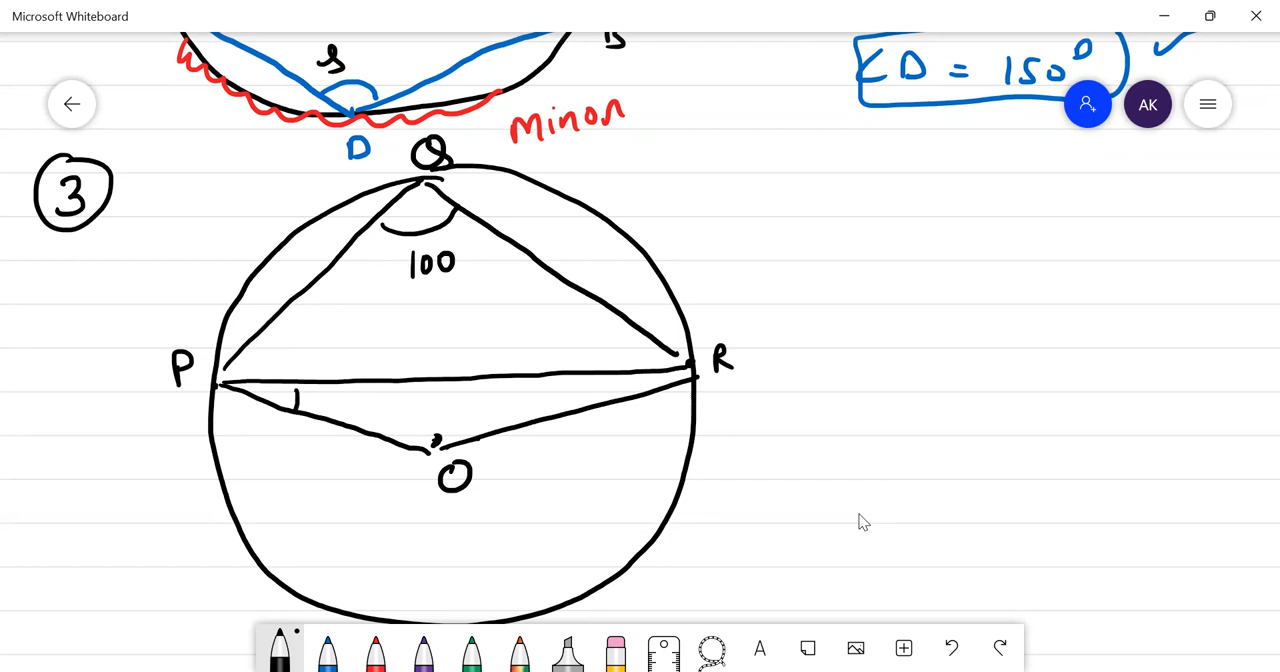 Microsoft Whiteboard
∠D = 150°
AK
Minor
D
Q
3
100
P
R
O
A